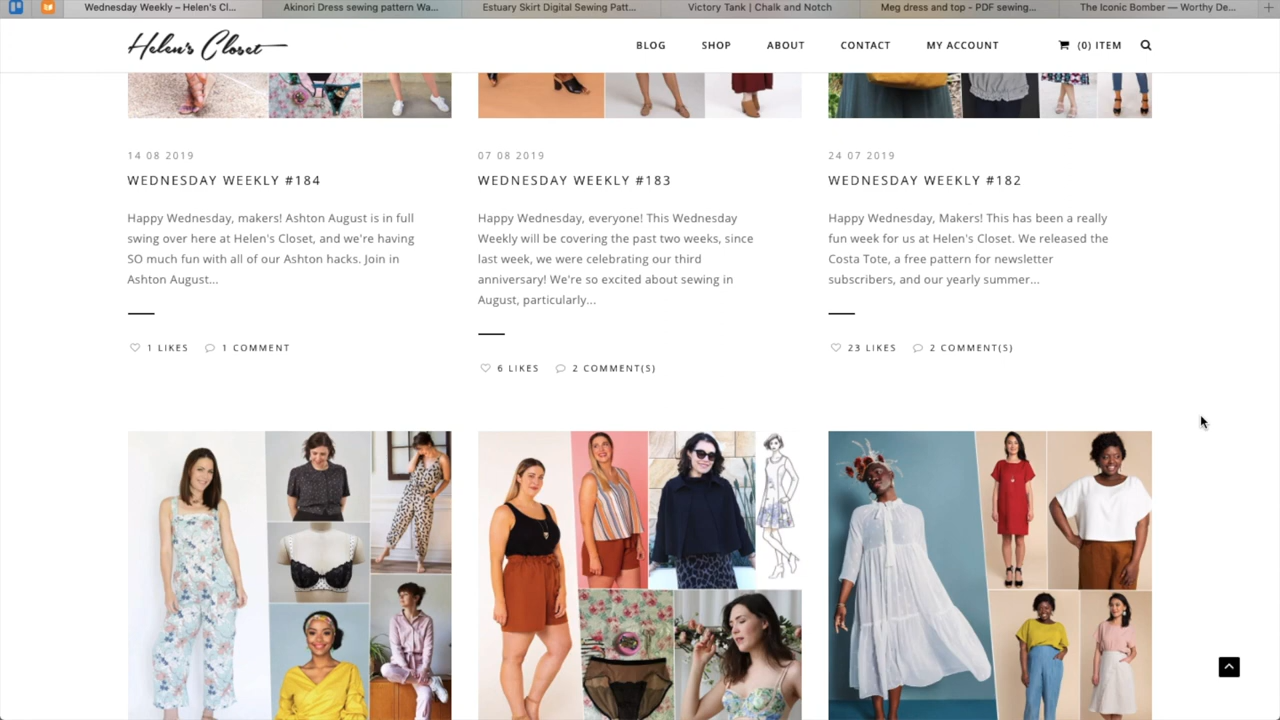 Wednesday Weekly – Helen's Cl...
Akinori Dress sewing pattern Wa...
Estuary Skirt Digital Sewing Patt...
Victory Tank | Chalk and Notch
Meg dress and top - PDF sewing...
The Iconic Bomber — Worthy De...
Helen's Closet
BLOG
SHOP
ABOUT
CONTACT
MY ACCOUNT
(0) ITEM
14 08 2019
WEDNESDAY WEEKLY #184
Happy Wednesday, makers! Ashton August is in full
swing over here at Helen's Closet, and we're having
SO much fun with all of our Ashton hacks. Join in
Ashton August...
1 LIKES
1 COMMENT
07 08 2019
WEDNESDAY WEEKLY #183
Happy Wednesday, everyone! This Wednesday
Weekly will be covering the past two weeks, since
last week, we were celebrating our third
anniversary! We're so excited about sewing in
August, particularly...
6 LIKES
2 COMMENT(S)
24 07 2019
WEDNESDAY WEEKLY #182
Happy Wednesday, Makers! This has been a really
fun week for us at Helen's Closet. We released the
Costa Tote, a free pattern for newsletter
subscribers, and our yearly summer...
23 LIKES
2 COMMENT(S)